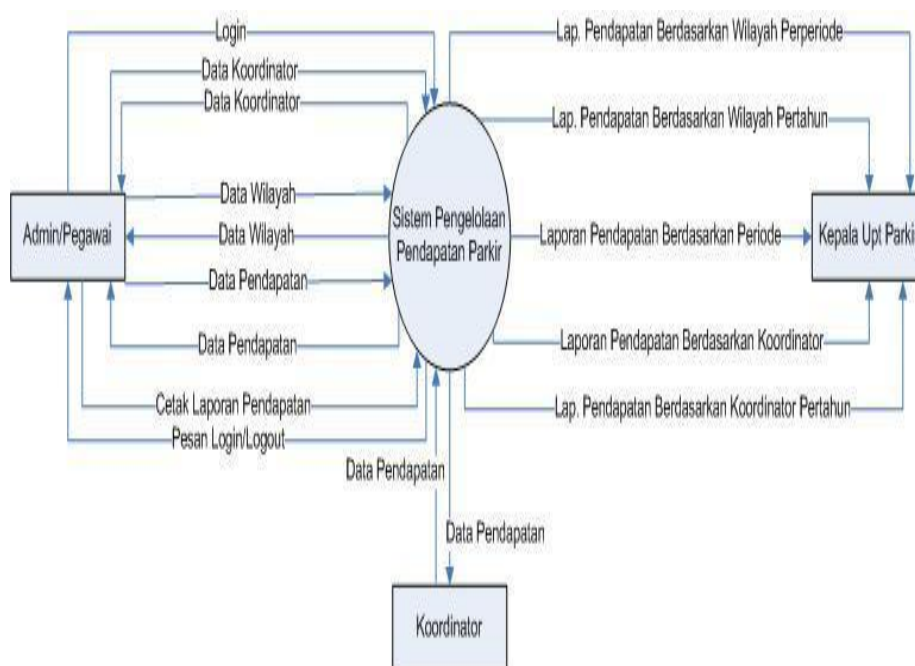 Login
Lap. Pendapatan Berdasarkan Wilayah Perperiode
Data Koordinator
Data Koordinator
Lap. Pendapatan Berdasarkan Wilayah Pertahun
Data Wilayah
Admin/Pegawai
Data Wilayah
Sistem Pengelolaan
Pendapatan Parkir
Laporan Pendapatan Berdasarkan Periode
Kepala Upt Parkir
Data Pendapatan
Data Pendapatan
Laporan Pendapatan Berdasarkan Koordinator
Cetak Laporan Pendapatan
Lap. Pendapatan Berdasarkan Koordinator Pertahun
Pesan Login/Logout
Data Pendapatan
Data Pendapatan
Koordinator